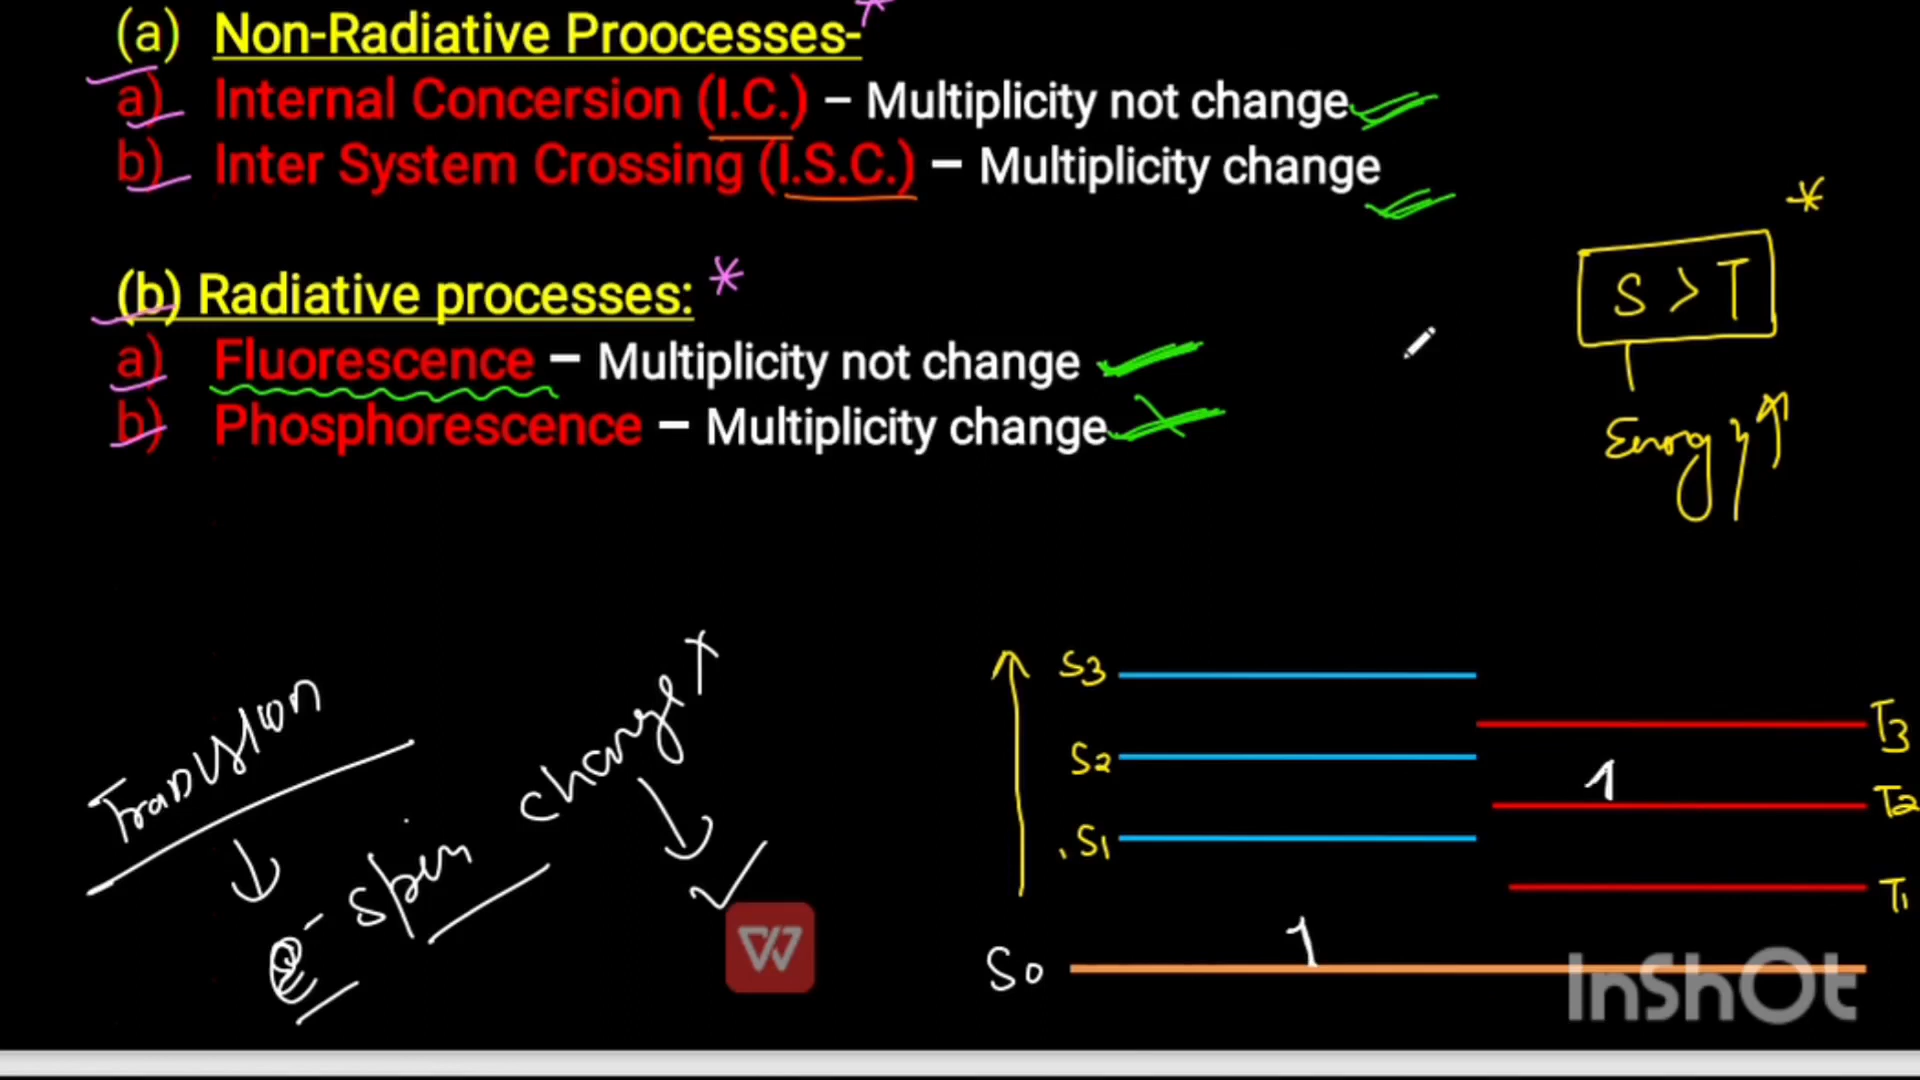 (a) Non-Radiative Proocesses-*
a) Internal Concersion (I.C.) – Multiplicity not change
b) Inter System Crossing (I.S.C.) – Multiplicity change
(b) Radiative processes: *
a) Fluorescence – Multiplicity not change
b) Phosphorescence – Multiplicity change
*
S > T
Energy ↑
Transition
e⁻ spin change
S3
T3
S2
T2
S1
T1
S0
InShOt